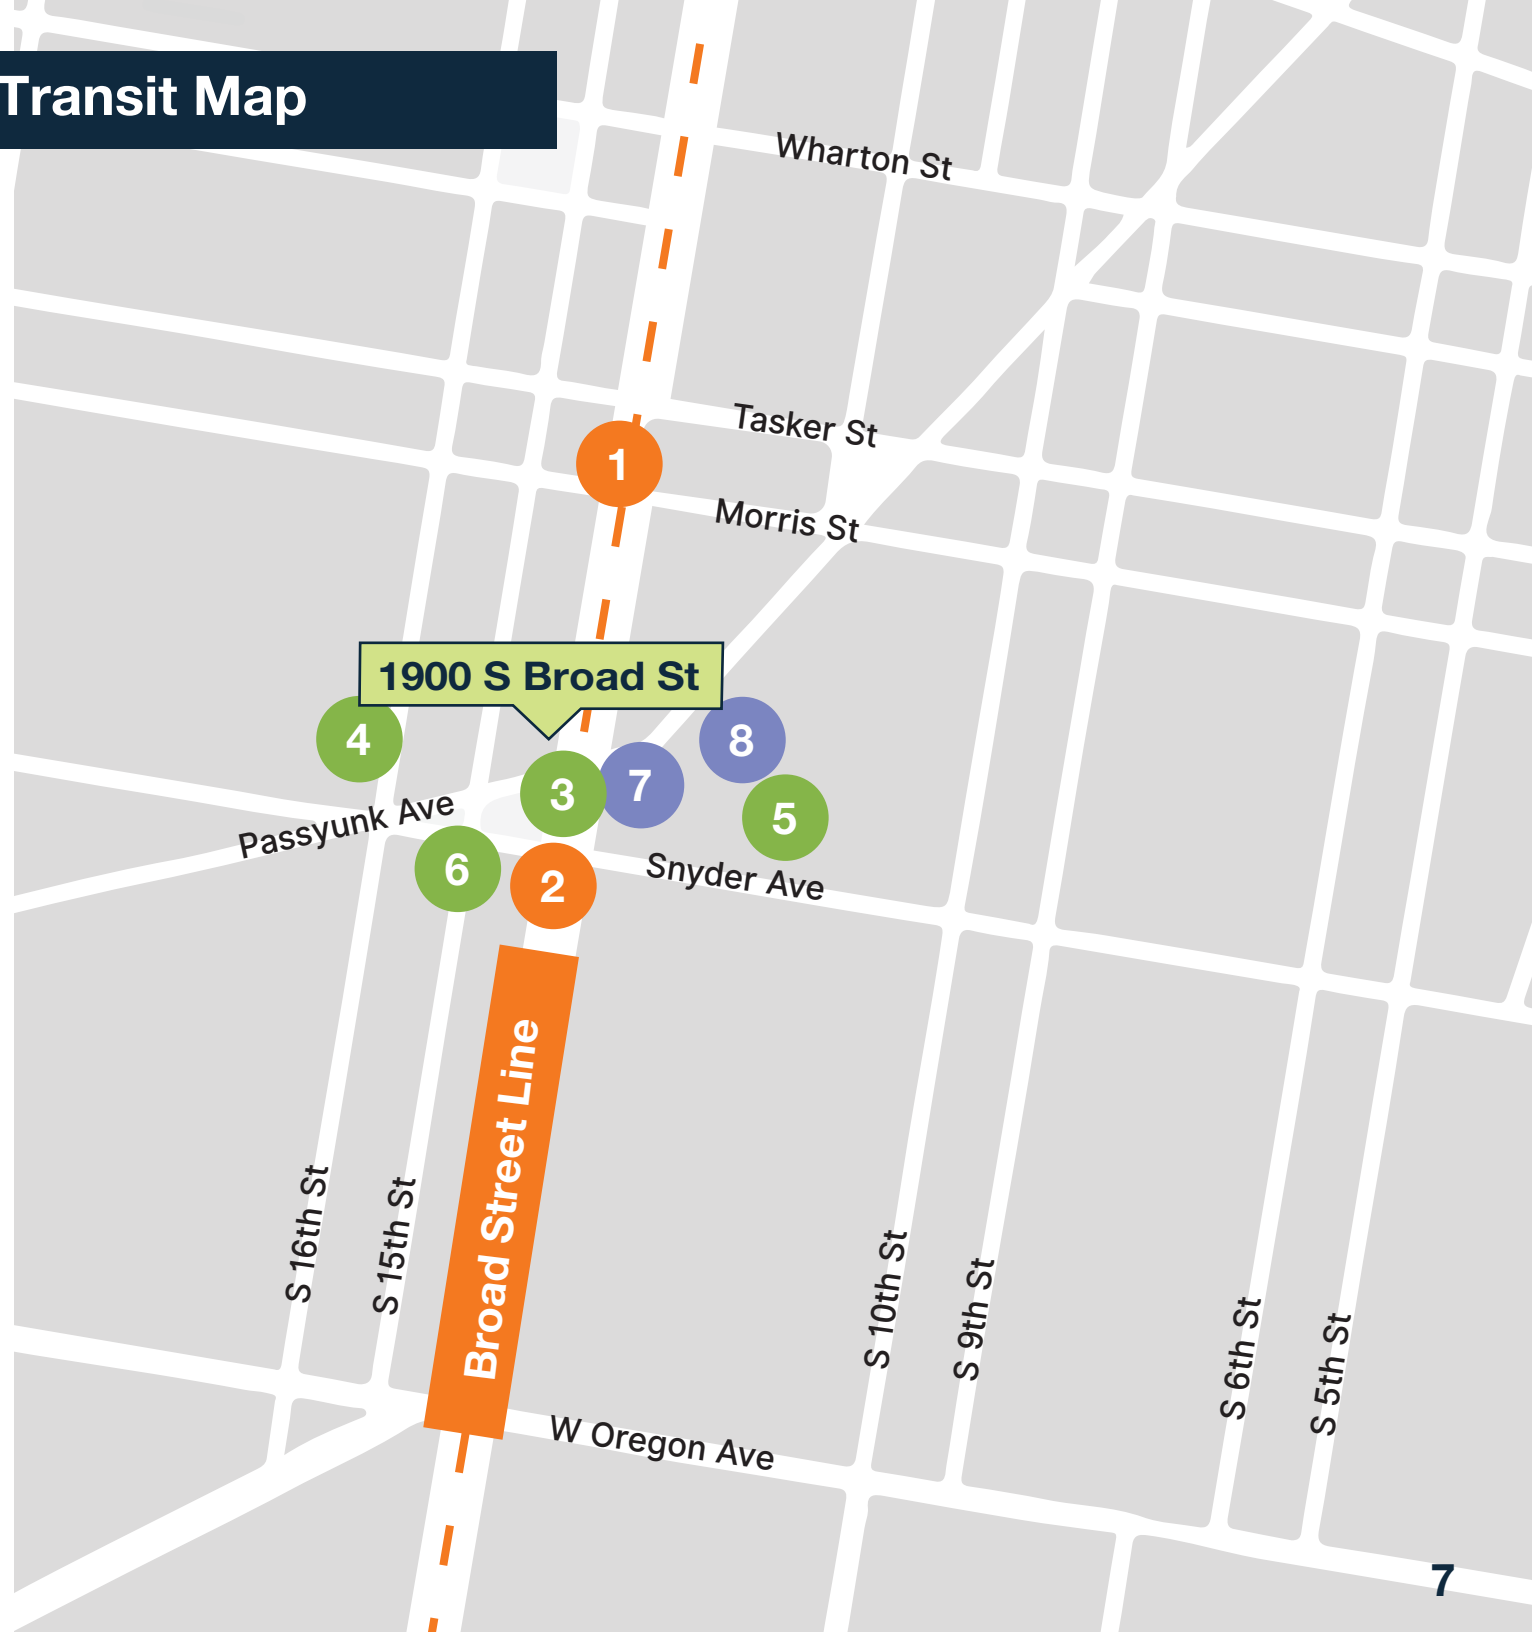 Transit Map
Wharton St
Tasker St
1
Morris St
1900 S Broad St
4
8
7
3
5
Passyunk Ave
6
2
Snyder Ave
Broad Street Line
S 16th St
S 15th St
S 10th St
S 9th St
S 6th St
S 5th St
W Oregon Ave
7